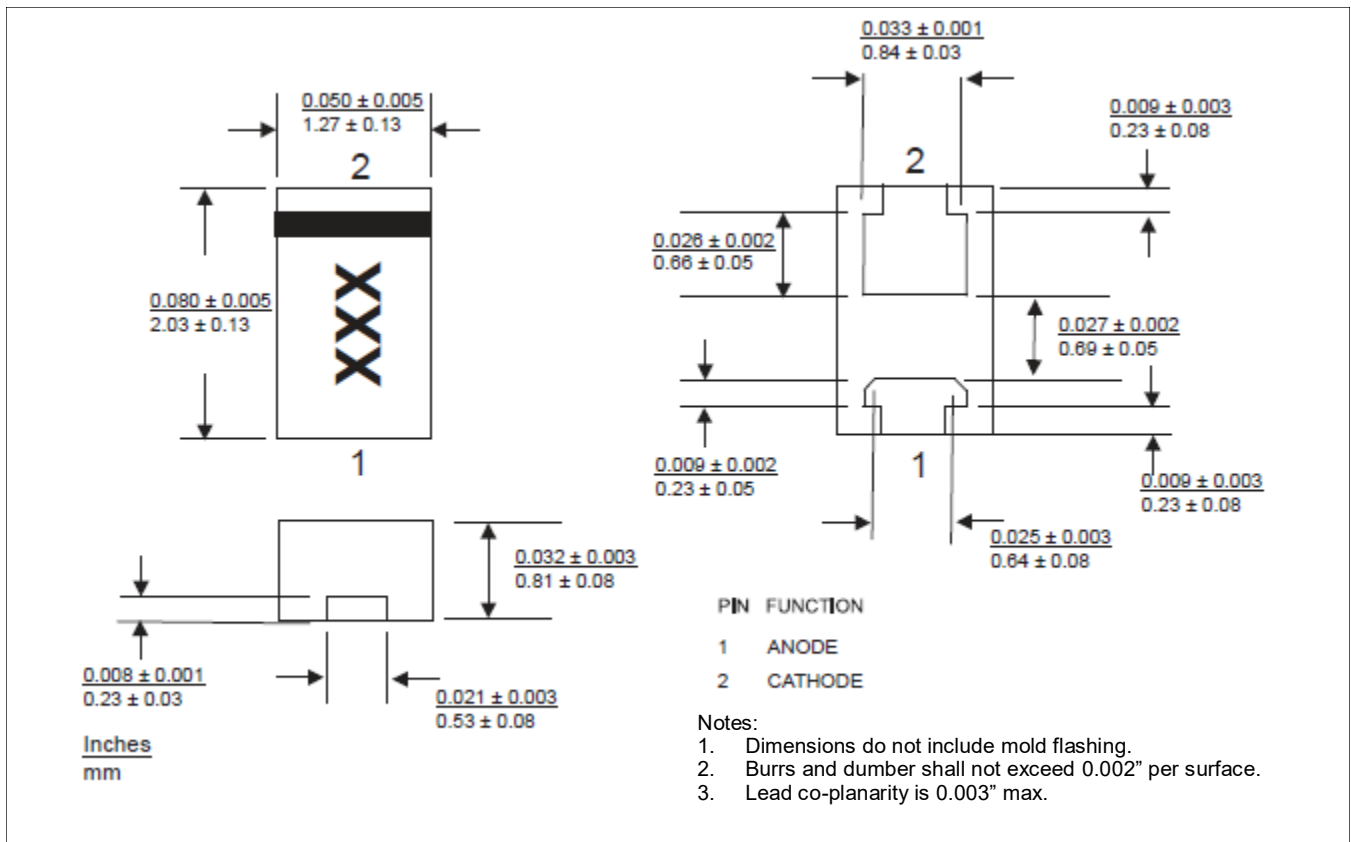 0.050 ± 0.005
1.27 ± 0.13
2
0.080 ± 0.005
2.03 ± 0.13
XXX
1
0.032 ± 0.003
0.81 ± 0.08
0.008 ± 0.001
0.23 ± 0.03
0.021 ± 0.003
0.53 ± 0.08
Inches
mm
0.033 ± 0.001
0.84 ± 0.03
0.009 ± 0.003
0.23 ± 0.08
2
0.026 ± 0.002
0.66 ± 0.05
0.027 ± 0.002
0.69 ± 0.05
0.009 ± 0.002
0.23 ± 0.05
1
0.009 ± 0.003
0.23 ± 0.08
0.025 ± 0.003
0.64 ± 0.08
PIN FUNCTION
1 ANODE
2 CATHODE
Notes:
1. Dimensions do not include mold flashing.
2. Burrs and dumber shall not exceed 0.002” per surface.
3. Lead co-planarity is 0.003” max.